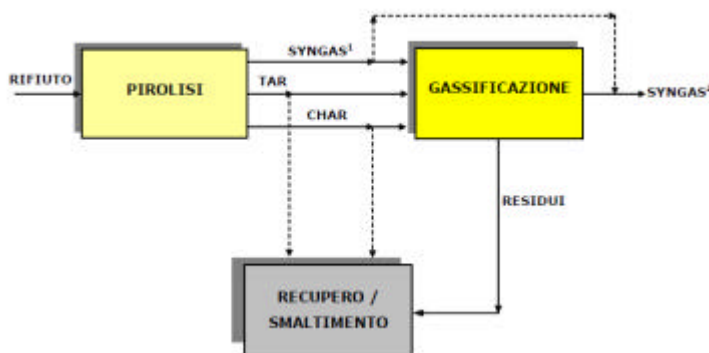 SYNGAS¹
RIFIUTO
PIROLISI
TAR
GASSIFICAZIONE
SYNGAS²
CHAR
RESIDUI
RECUPERO /
SMALTIMENTO